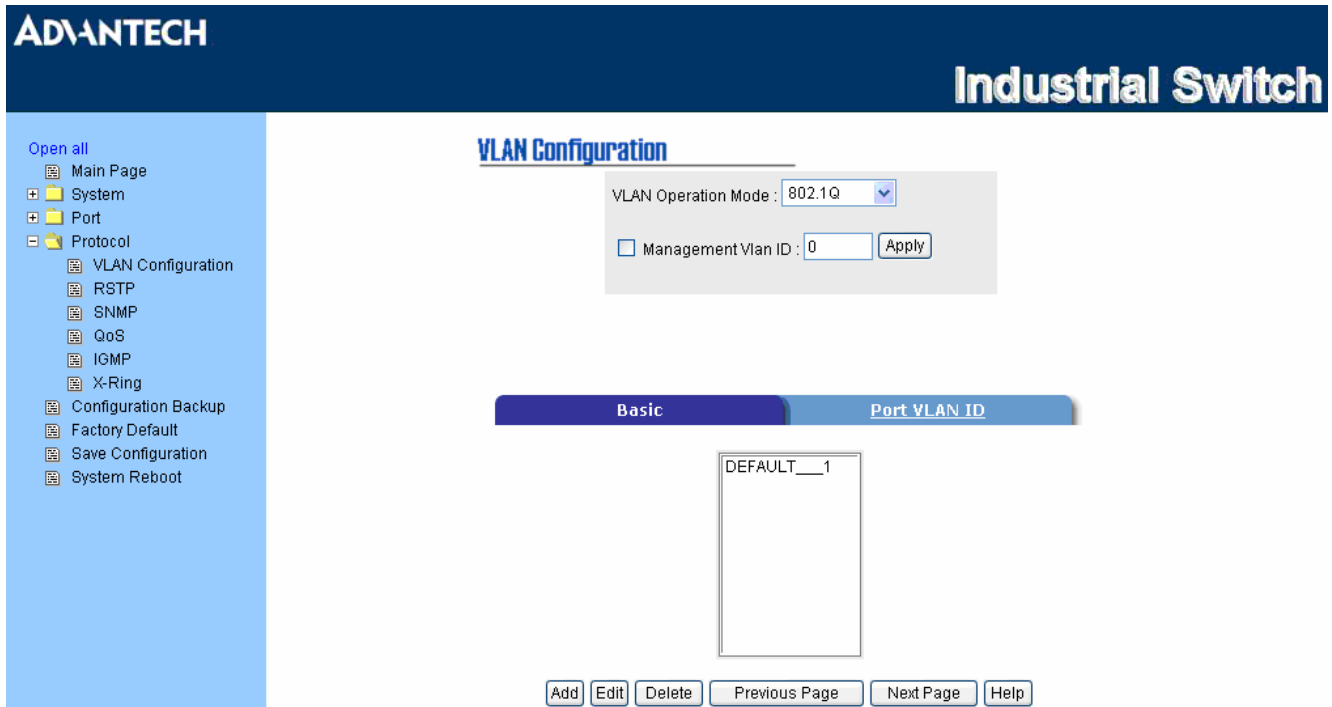 ADVANTECH
Industrial Switch
Open all
Main Page
System
Port
Protocol
VLAN Configuration
RSTP
SNMP
QoS
IGMP
X-Ring
Configuration Backup
Factory Default
Save Configuration
System Reboot
VLAN Configuration
VLAN Operation Mode : 802.1Q
Management Vlan ID : 0 Apply
Basic Port VLAN ID
DEFAULT___1
Add Edit Delete Previous Page Next Page Help